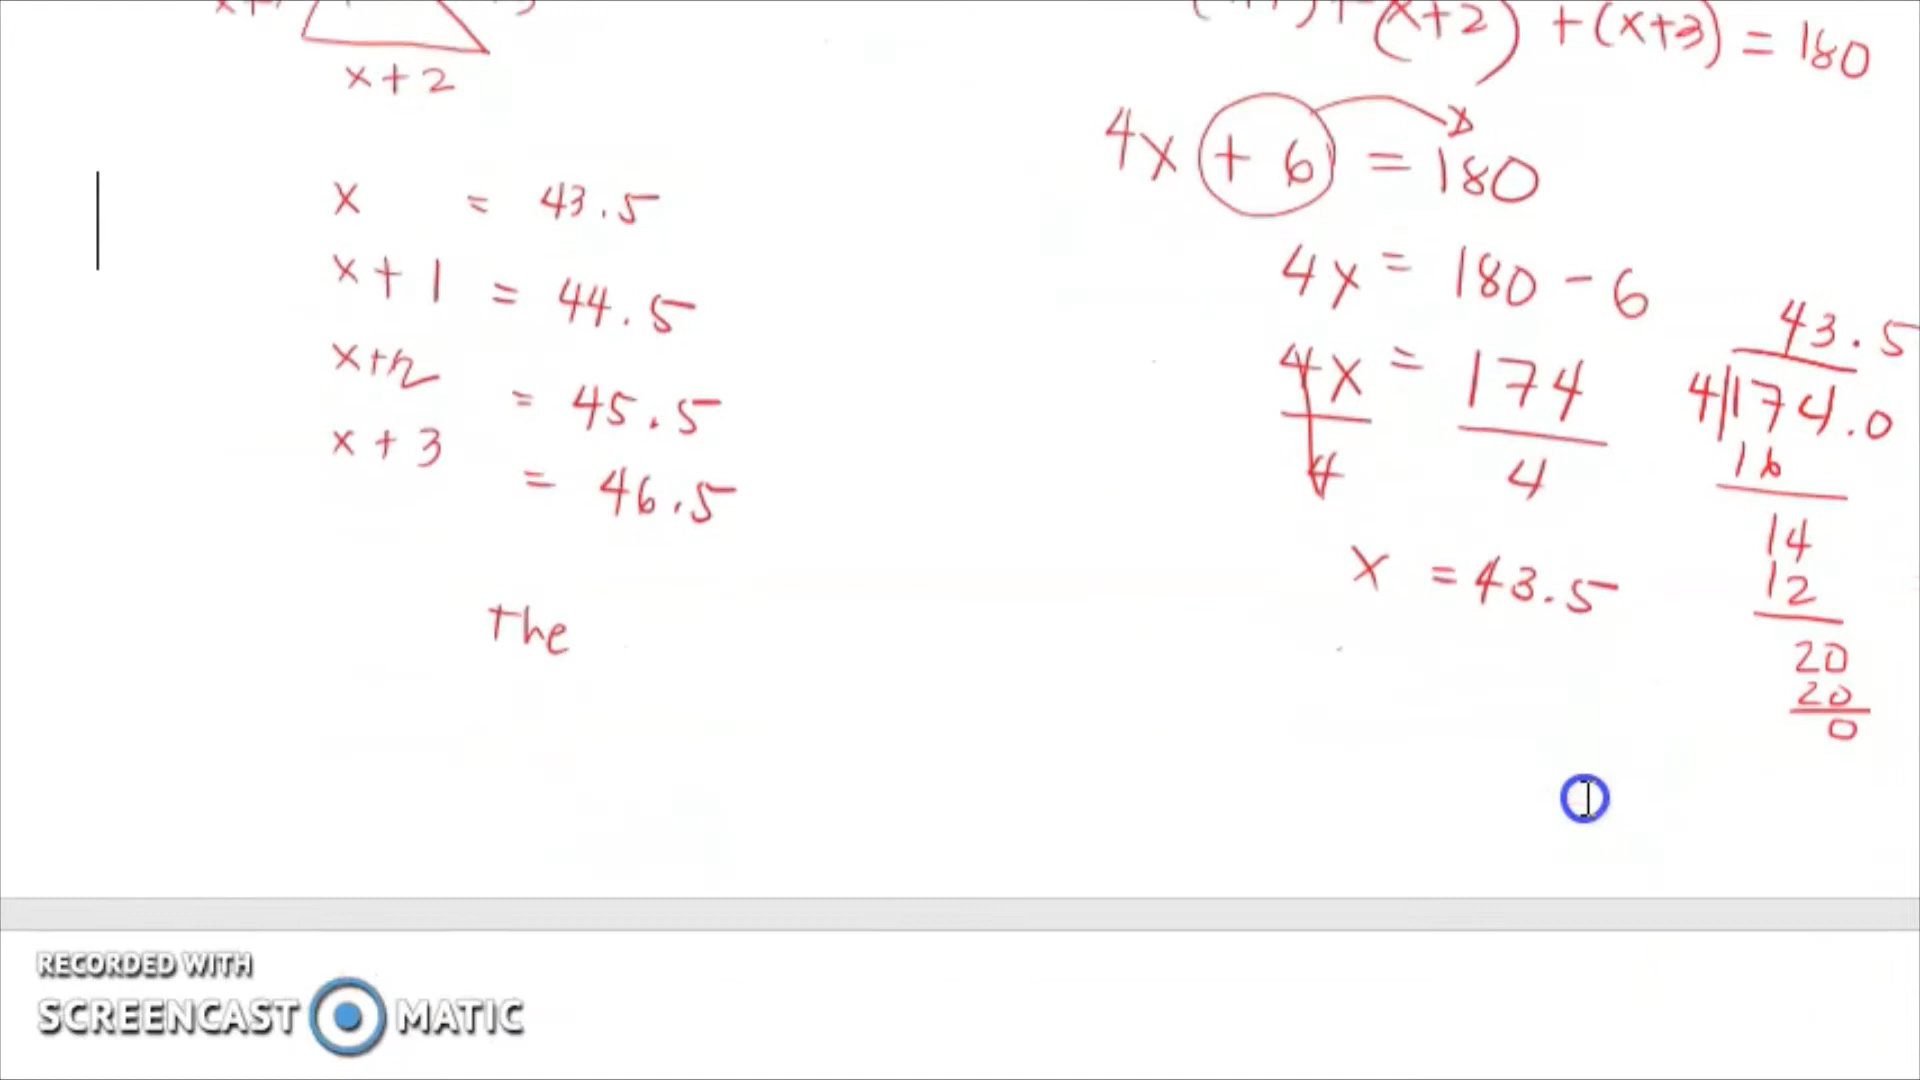 x+2
(x+2) + (x+3) = 180
4x + 6 = 180
x = 43.5
x + 1 = 44.5
x+2 = 45.5
x + 3 = 46.5
the
4x = 180 - 6
4x = 174
4 4
x = 43.5
43.5
4|174.0
16
14
12
20
20
0
RECORDED WITH
SCREENCAST MATIC